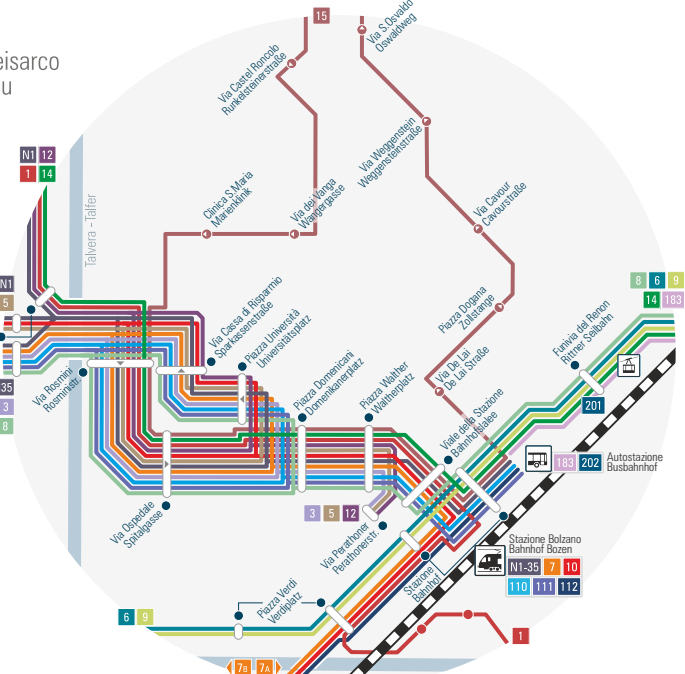 eisarco
u
15
Via S.Osvaldo
Oswaldweg
Via Castel Roncolo
Runkelsteinerstraße
Via Weggenstein
Weggensteinstraße
N1 12
1 14
Talvera - Talfer
Clinica S.Maria
Marienklinik
Via dei Vanga
Wangergasse
Via Cavour
Cavourstraße
N1
5
Via Cassa di Risparmio
Sparkassenstraße
Piazza Università
Universitätsplatz
Piazza Dogana
Zollstange
8 6 9
14 183
Funivia del Renon
Rittner Seilbahn
Piazza Domenicani
Dominikanerplatz
Piazza Walther
Waltherplatz
Via De Lai
De Lai Straße
Via Rosmini
Rosministr.
35
3
8
201
Viale della Stazione
Bahnhofsallee
183 202
Autostazione
Busbahnhof
Via Ospedale
Spitalgasse
3 5 12
Via Perathoner
Perathonerstr.
Stazione
Bahnhof
Stazione Bolzano
Bahnhof Bozen
N1-35 7 10
110 111 112
Piazza Verdi
Verdiplatz
6 9
1
7B 7A